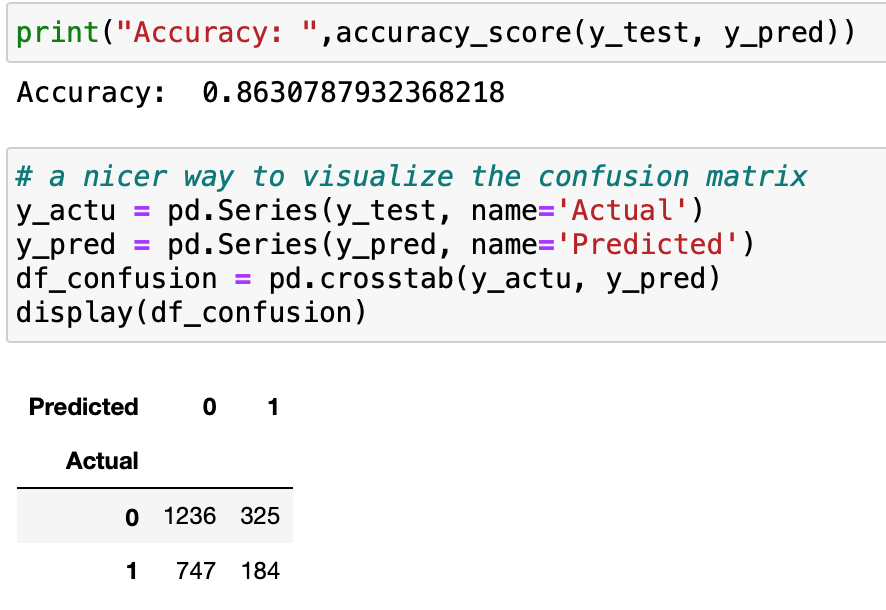 print("Accuracy: ",accuracy_score(y_test, y_pred))
Accuracy:  0.8630787932368218
# a nicer way to visualize the confusion matrix
y_actu = pd.Series(y_test, name='Actual')
y_pred = pd.Series(y_pred, name='Predicted')
df_confusion = pd.crosstab(y_actu, y_pred)
display(df_confusion)
Predicted 0 1
Actual
0 1236 325
1 747 184